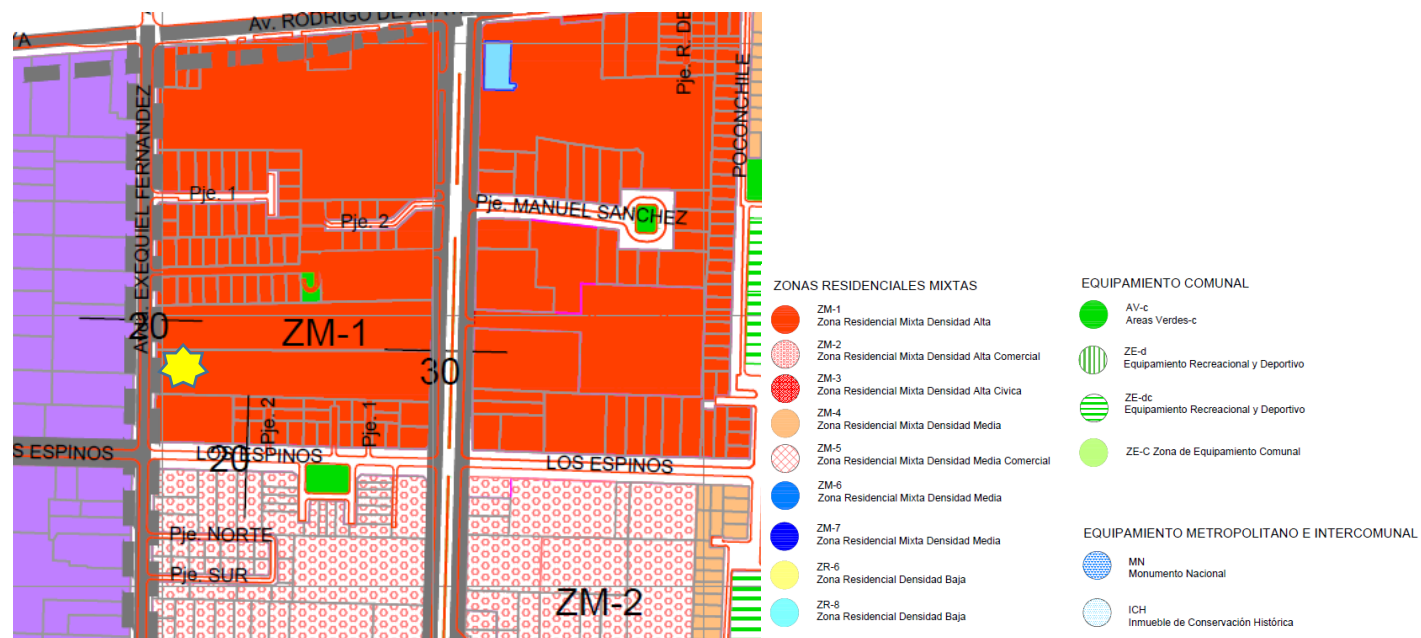 YA
Av. RODRIGO DE ARAYA
Pje. R. DE
POCONCHILE
Avda. EXEQUIEL FERNANDEZ
Pje. 1
Pje. 2
Pje. MANUEL SANCHEZ
20
ZM-1
30
Pje. 2
Pje. 1
S ESPINOS
LOS ESPINOS
20
LOS ESPINOS
Pje. NORTE
Pje. SUR
ZM-2
ZONAS RESIDENCIALES MIXTAS
ZM-1
Zona Residencial Mixta Densidad Alta
ZM-2
Zona Residencial Mixta Densidad Alta Comercial
ZM-3
Zona Residencial Mixta Densidad Alta Cívica
ZM-4
Zona Residencial Mixta Densidad Media
ZM-5
Zona Residencial Mixta Densidad Media Comercial
ZM-6
Zona Residencial Mixta Densidad Media
ZM-7
Zona Residencial Mixta Densidad Media
ZR-6
Zona Residencial Densidad Baja
ZR-8
Zona Residencial Densidad Baja
EQUIPAMIENTO COMUNAL
AV-c
Areas Verdes-c
ZE-d
Equipamiento Recreacional y Deportivo
ZE-dc
Equipamiento Recreacional y Deportivo
ZE-C Zona de Equipamiento Comunal
EQUIPAMIENTO METROPOLITANO E INTERCOMUNAL
MN
Monumento Nacional
ICH
Inmueble de Conservación Histórica